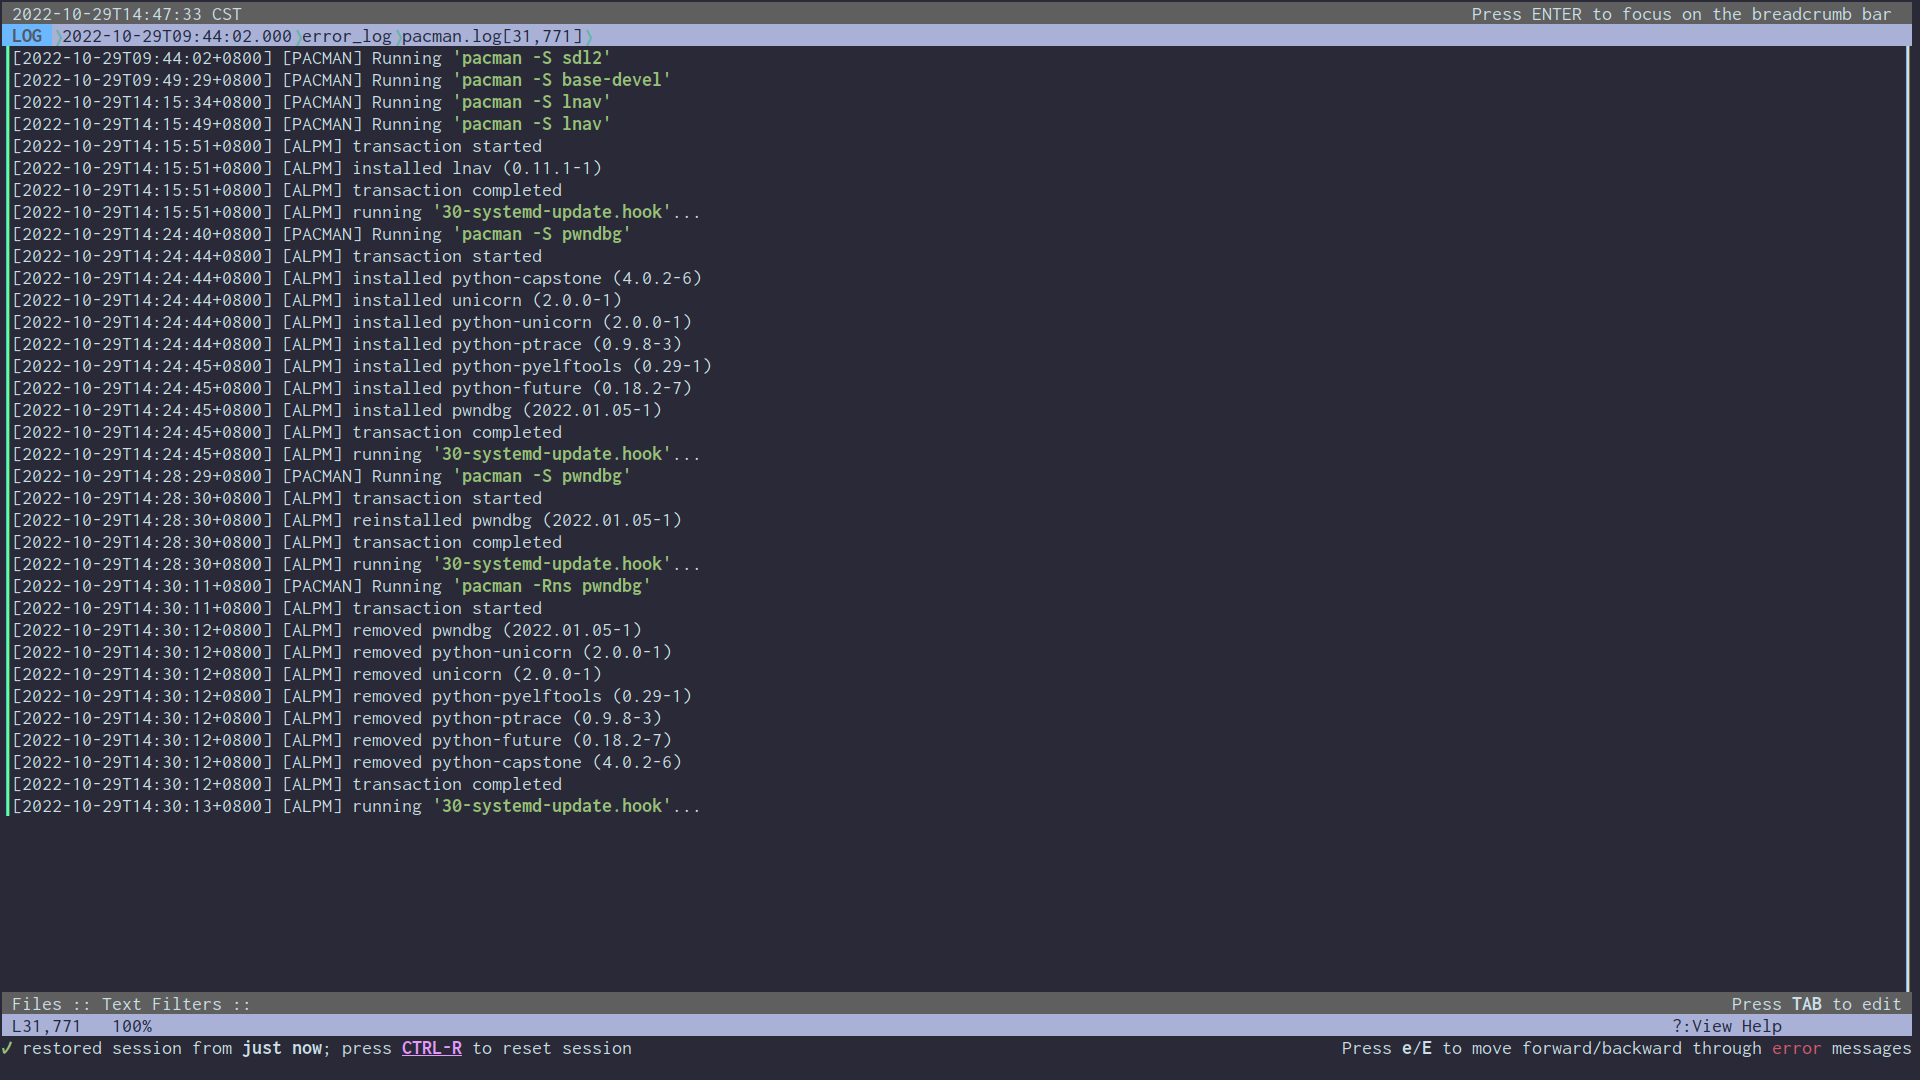 2022-10-29T14:47:33 CST Press ENTER to focus on the breadcrumb bar
LOG ⟩2022-10-29T09:44:02.000⟩error_log⟩pacman.log[31,771]⟩
[2022-10-29T09:44:02+0800] [PACMAN] Running 'pacman -S sdl2'
[2022-10-29T09:49:29+0800] [PACMAN] Running 'pacman -S base-devel'
[2022-10-29T14:15:34+0800] [PACMAN] Running 'pacman -S lnav'
[2022-10-29T14:15:49+0800] [PACMAN] Running 'pacman -S lnav'
[2022-10-29T14:15:51+0800] [ALPM] transaction started
[2022-10-29T14:15:51+0800] [ALPM] installed lnav (0.11.1-1)
[2022-10-29T14:15:51+0800] [ALPM] transaction completed
[2022-10-29T14:15:51+0800] [ALPM] running '30-systemd-update.hook'...
[2022-10-29T14:24:40+0800] [PACMAN] Running 'pacman -S pwndbg'
[2022-10-29T14:24:44+0800] [ALPM] transaction started
[2022-10-29T14:24:44+0800] [ALPM] installed python-capstone (4.0.2-6)
[2022-10-29T14:24:44+0800] [ALPM] installed unicorn (2.0.0-1)
[2022-10-29T14:24:44+0800] [ALPM] installed python-unicorn (2.0.0-1)
[2022-10-29T14:24:44+0800] [ALPM] installed python-ptrace (0.9.8-3)
[2022-10-29T14:24:45+0800] [ALPM] installed python-pyelftools (0.29-1)
[2022-10-29T14:24:45+0800] [ALPM] installed python-future (0.18.2-7)
[2022-10-29T14:24:45+0800] [ALPM] installed pwndbg (2022.01.05-1)
[2022-10-29T14:24:45+0800] [ALPM] transaction completed
[2022-10-29T14:24:45+0800] [ALPM] running '30-systemd-update.hook'...
[2022-10-29T14:28:29+0800] [PACMAN] Running 'pacman -S pwndbg'
[2022-10-29T14:28:30+0800] [ALPM] transaction started
[2022-10-29T14:28:30+0800] [ALPM] reinstalled pwndbg (2022.01.05-1)
[2022-10-29T14:28:30+0800] [ALPM] transaction completed
[2022-10-29T14:28:30+0800] [ALPM] running '30-systemd-update.hook'...
[2022-10-29T14:30:11+0800] [PACMAN] Running 'pacman -Rns pwndbg'
[2022-10-29T14:30:11+0800] [ALPM] transaction started
[2022-10-29T14:30:12+0800] [ALPM] removed pwndbg (2022.01.05-1)
[2022-10-29T14:30:12+0800] [ALPM] removed python-unicorn (2.0.0-1)
[2022-10-29T14:30:12+0800] [ALPM] removed unicorn (2.0.0-1)
[2022-10-29T14:30:12+0800] [ALPM] removed python-pyelftools (0.29-1)
[2022-10-29T14:30:12+0800] [ALPM] removed python-ptrace (0.9.8-3)
[2022-10-29T14:30:12+0800] [ALPM] removed python-future (0.18.2-7)
[2022-10-29T14:30:12+0800] [ALPM] removed python-capstone (4.0.2-6)
[2022-10-29T14:30:12+0800] [ALPM] transaction completed
[2022-10-29T14:30:13+0800] [ALPM] running '30-systemd-update.hook'...
Files :: Text Filters :: Press TAB to edit
L31,771 100% ?:View Help
✓ restored session from just now; press CTRL-R to reset session Press e/E to move forward/backward through error messages